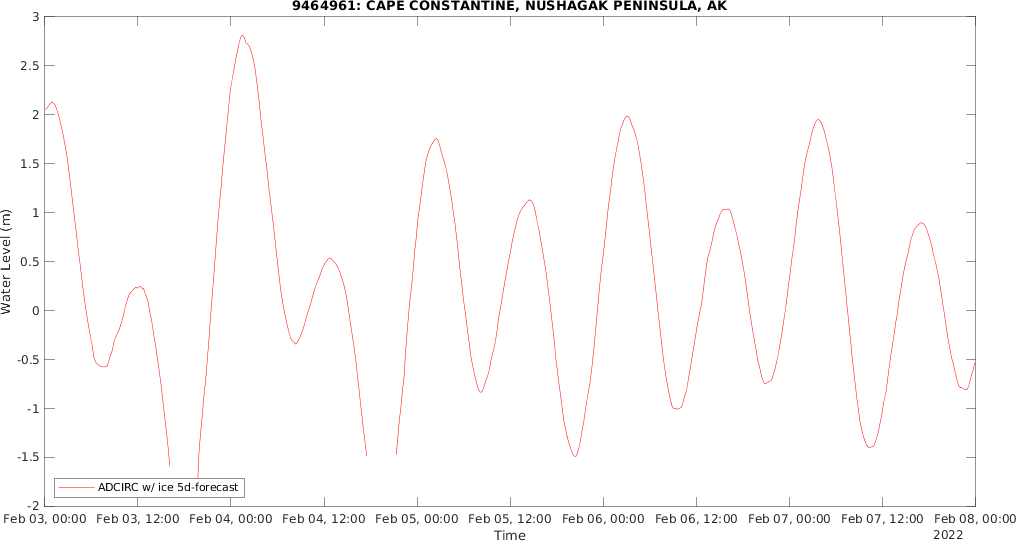 9464961: CAPE CONSTANTINE, NUSHAGAK PENINSULA, AK
3
2.5
2
1.5
1
0.5
0
-0.5
-1
-1.5
-2
Water Level (m)
ADCIRC w/ ice 5d-forecast
Feb 03, 00:00 Feb 03, 12:00 Feb 04, 00:00 Feb 04, 12:00 Feb 05, 00:00 Feb 05, 12:00 Feb 06, 00:00 Feb 06, 12:00 Feb 07, 00:00 Feb 07, 12:00 Feb 08, 00:00
Time
2022